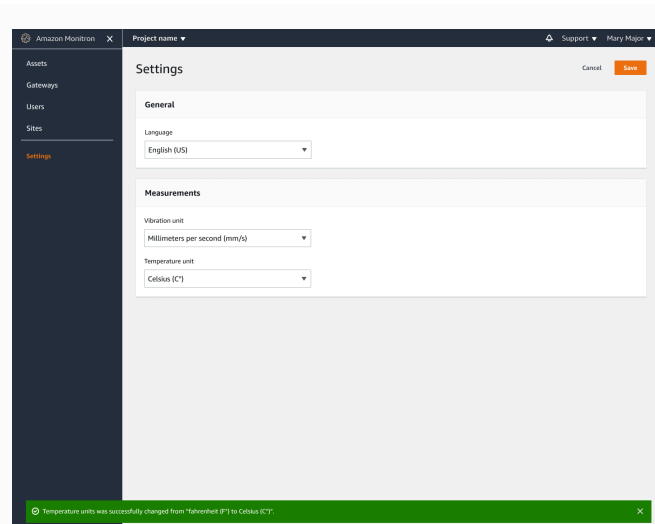 Amazon Monitron X Project name ▼ Support ▼ Mary Major ▼
Assets
Gateways
Users
Sites
Settings
Settings
Cancel Save
General
Language
English (US) ▼
Measurements
Vibration unit
Millimeters per second (mm/s) ▼
Temperature unit
Celsius (C°) ▼
Temperature units was successfully changed from "fahrenheit (F°) to Celsius (C°)".